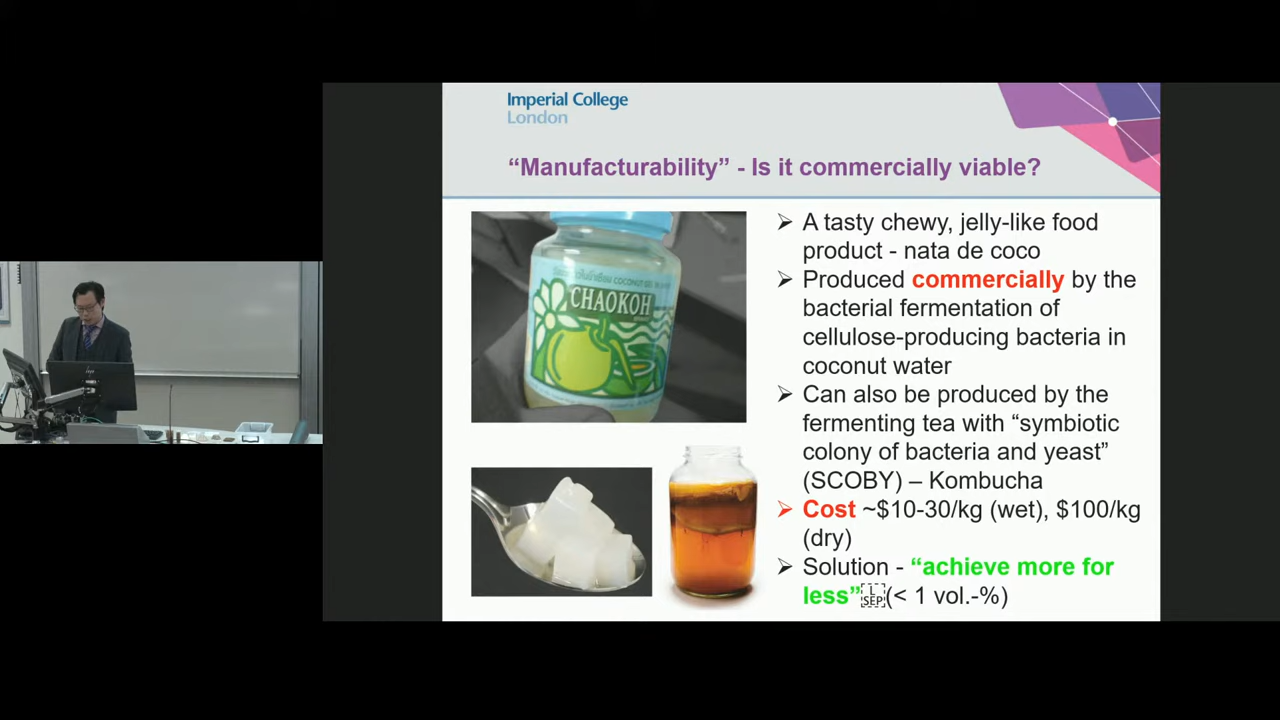 Imperial College
London
“Manufacturability” - Is it commercially viable?
CHAOKOH
➢ A tasty chewy, jelly-like food
product - nata de coco
➢ Produced commercially by the
bacterial fermentation of
cellulose-producing bacteria in
coconut water
➢ Can also be produced by the
fermenting tea with “symbiotic
colony of bacteria and yeast”
(SCOBY) – Kombucha
➢ Cost ~$10-30/kg (wet), $100/kg
(dry)
➢ Solution - “achieve more for
less” L SEP (< 1 vol.-%)